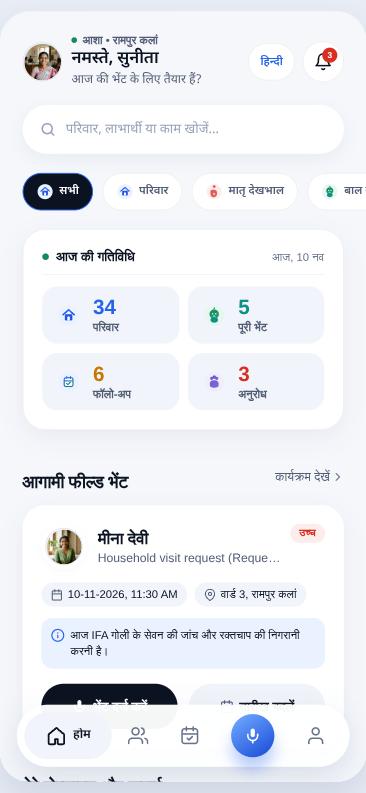 आशा • रामपुर कलां
नमस्ते, सुनीता
आज की भेंट के लिए तैयार हैं?
हिन्दी
3
परिवार, लाभार्थी या काम खोजें...
सभी
परिवार
मातृ देखभाल
बाल
आज की गतिविधि
आज, 10 नव
34
परिवार
5
पूरी भेंट
6
फॉलो-अप
3
अनुरोध
आगामी फील्ड भेंट
कार्यक्रम देखें
मीना देवी
उच्च
Household visit request (Reque...
10-11-2026, 11:30 AM
वार्ड 3, रामपुर कलां
आज IFA गोली के सेवन की जांच और रक्तचाप की निगरानी
करनी है।
होम